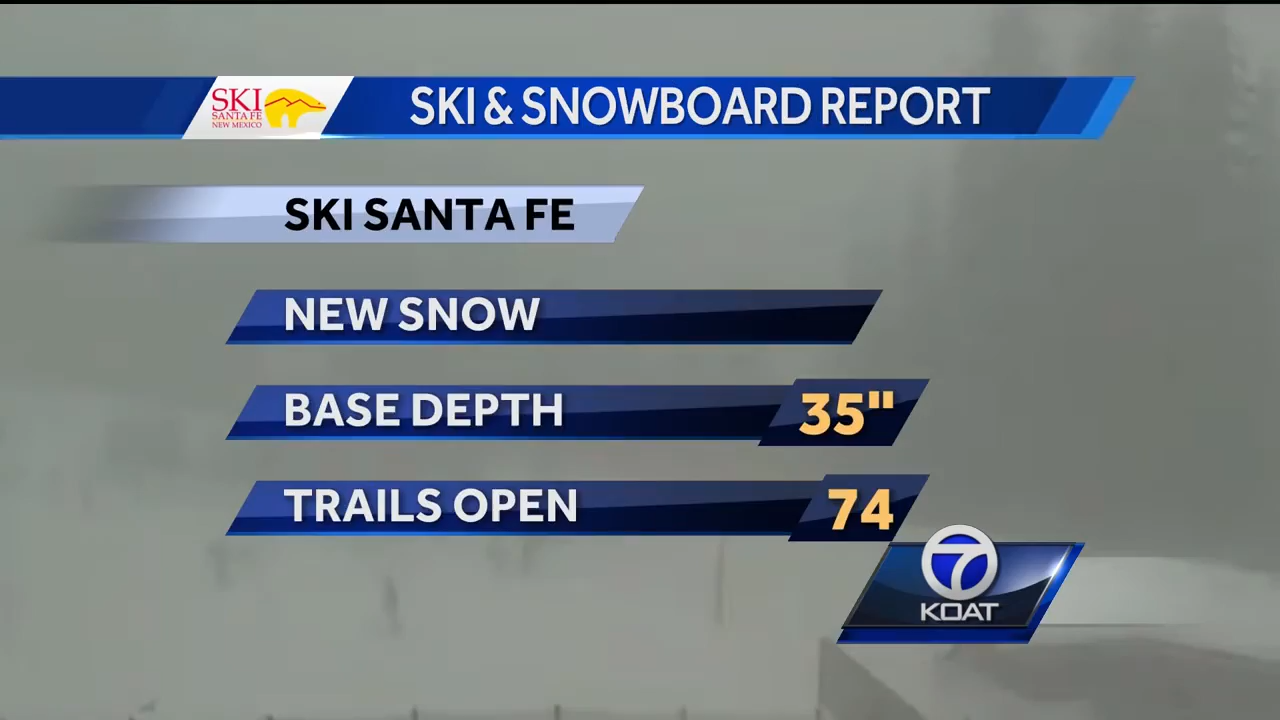 SKI
SANTA FE
NEW MEXICO
SKI & SNOWBOARD REPORT
SKI SANTA FE
NEW SNOW
BASE DEPTH 35"
TRAILS OPEN 74
7
KOAT